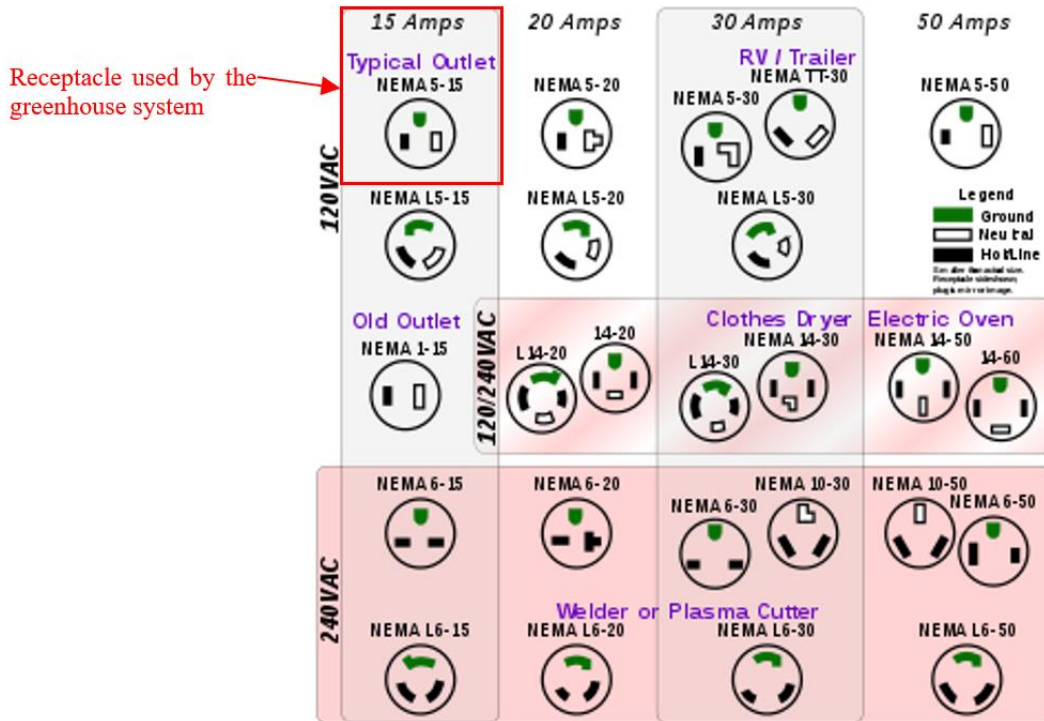 15 Amps 20 Amps 30 Amps 50 Amps
Receptacle used by the
greenhouse system
Typical Outlet
NEMA 5-15
NEMA 5-20
RV / Trailer
NEMA TT-30
NEMA 5-30
NEMA 5-50
120VAC
NEMA L5-15
NEMA L5-20
NEMA L5-30
Legend
Ground
Neutral
Hot/Line
plug is mirror image.
Old Outlet
NEMA 1-15
120/240VAC
L14-20
14-20
Clothes Dryer
NEMA 14-30
L14-30
Electric Oven
NEMA 14-50
14-60
240VAC
NEMA 6-15
NEMA 6-20
NEMA 6-30
NEMA 10-30
NEMA 10-50
NEMA 6-50
Welder or Plasma Cutter
NEMA L6-15
NEMA L6-20
NEMA L6-30
NEMA L6-50